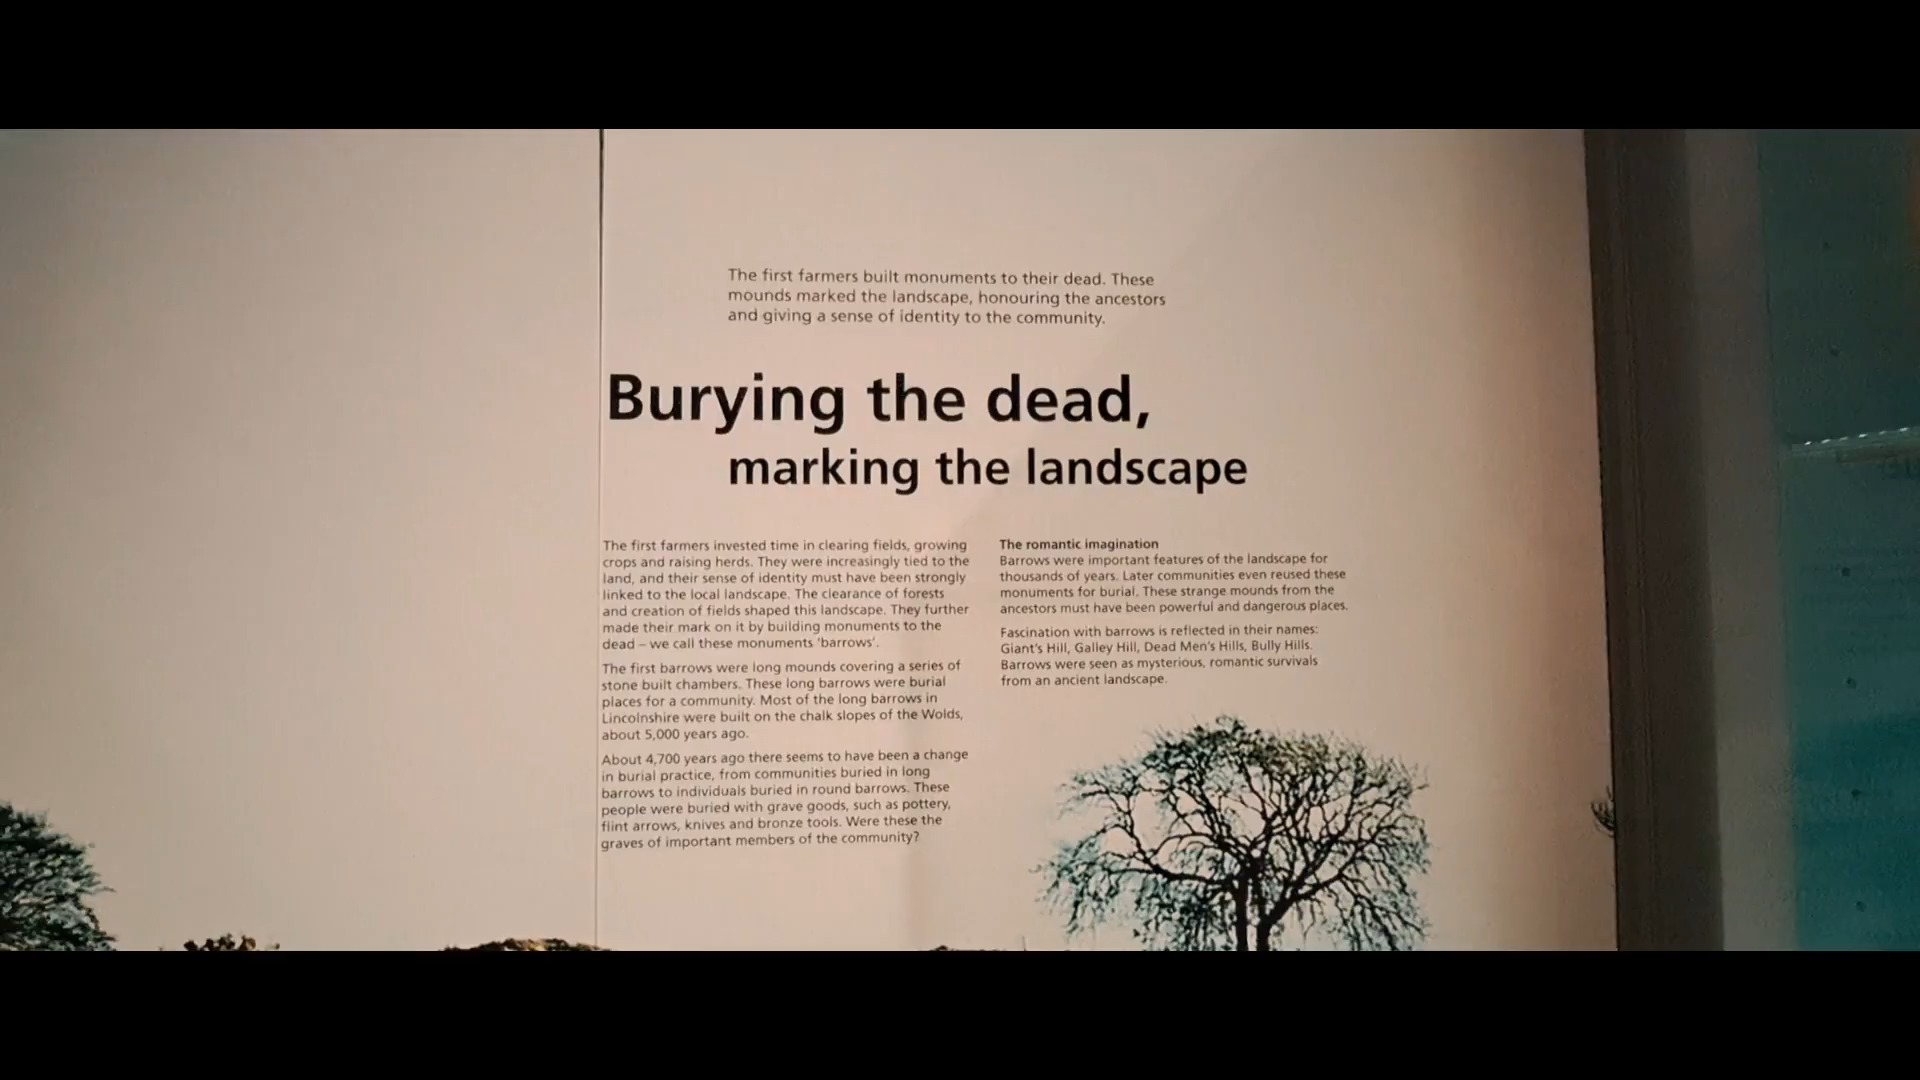 The first farmers built monuments to their dead. These
mounds marked the landscape, honouring the ancestors
and giving a sense of identity to the community.
Burying the dead,
marking the landscape
The first farmers invested time in clearing fields, growing
crops and raising herds. They were increasingly tied to the
land, and their sense of identity must have been strongly
linked to the local landscape. The clearance of forests
and creation of fields shaped this landscape. They further
made their mark on it by building monuments to the
dead – we call these monuments ‘barrows’.
The first barrows were long mounds covering a series of
stone built chambers. These long barrows were burial
places for a community. Most of the long barrows in
Lincolnshire were built on the chalk slopes of the Wolds,
about 5,000 years ago.
About 4,700 years ago there seems to have been a change
in burial practice, from communities buried in long
barrows to individuals buried in round barrows. These
people were buried with grave goods, such as pottery,
flint arrows, knives and bronze tools. Were these the
graves of important members of the community?
The romantic imagination
Barrows were important features of the landscape for
thousands of years. Later communities even reused these
monuments for burial. These strange mounds from the
ancestors must have been powerful and dangerous places.
Fascination with barrows is reflected in their names:
Giant's Hill, Galley Hill, Dead Men's Hills, Bully Hills.
Barrows were seen as mysterious, romantic survivals
from an ancient landscape.